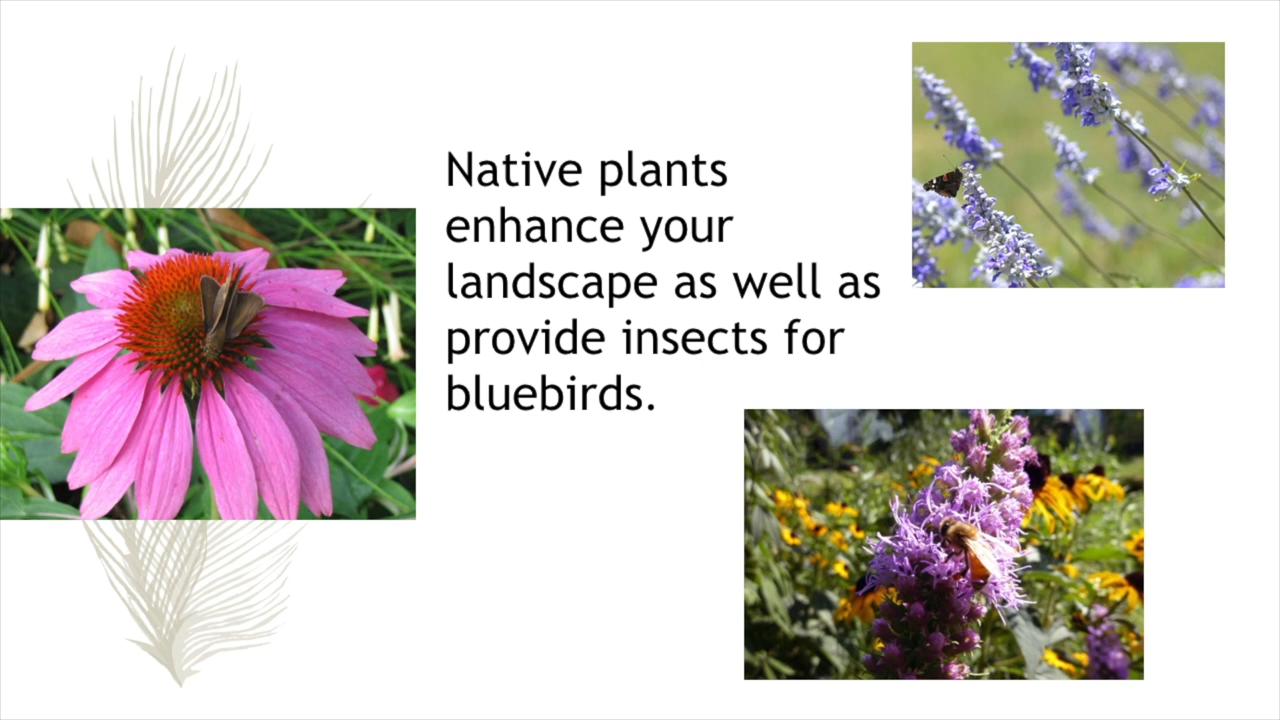 Native plants
enhance your
landscape as well as
provide insects for
bluebirds.